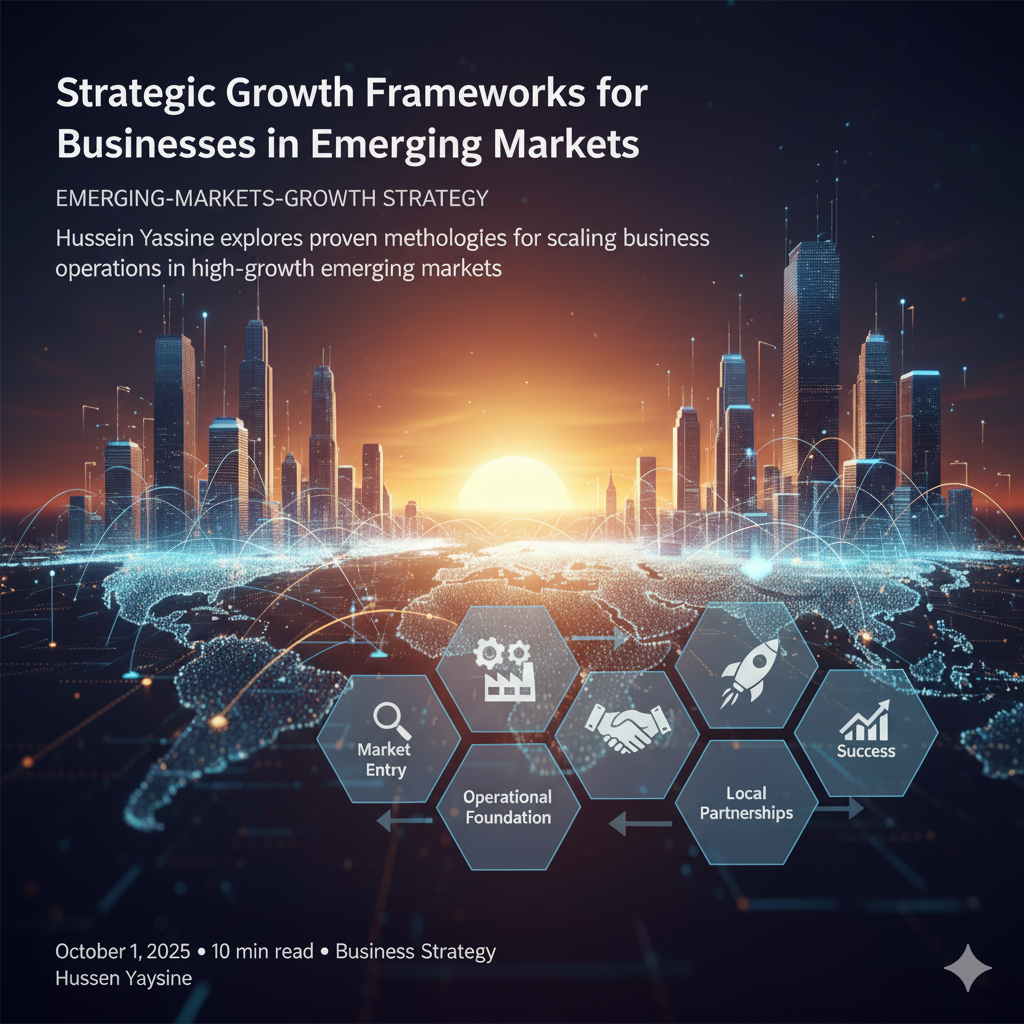 Strategic Growth Frameworks for
Businesses in Emerging Markets
EMERGING-MARKETS-GROWTH STRATEGY
Hussein Yassine explores proven methologies for scaling business
operations in high-growth emerging markets
Market
Entry
Operational
Foundation
Local
Partnerships
Success
October 1, 2025 • 10 min read • Business Strategy
Hussen Yaysine